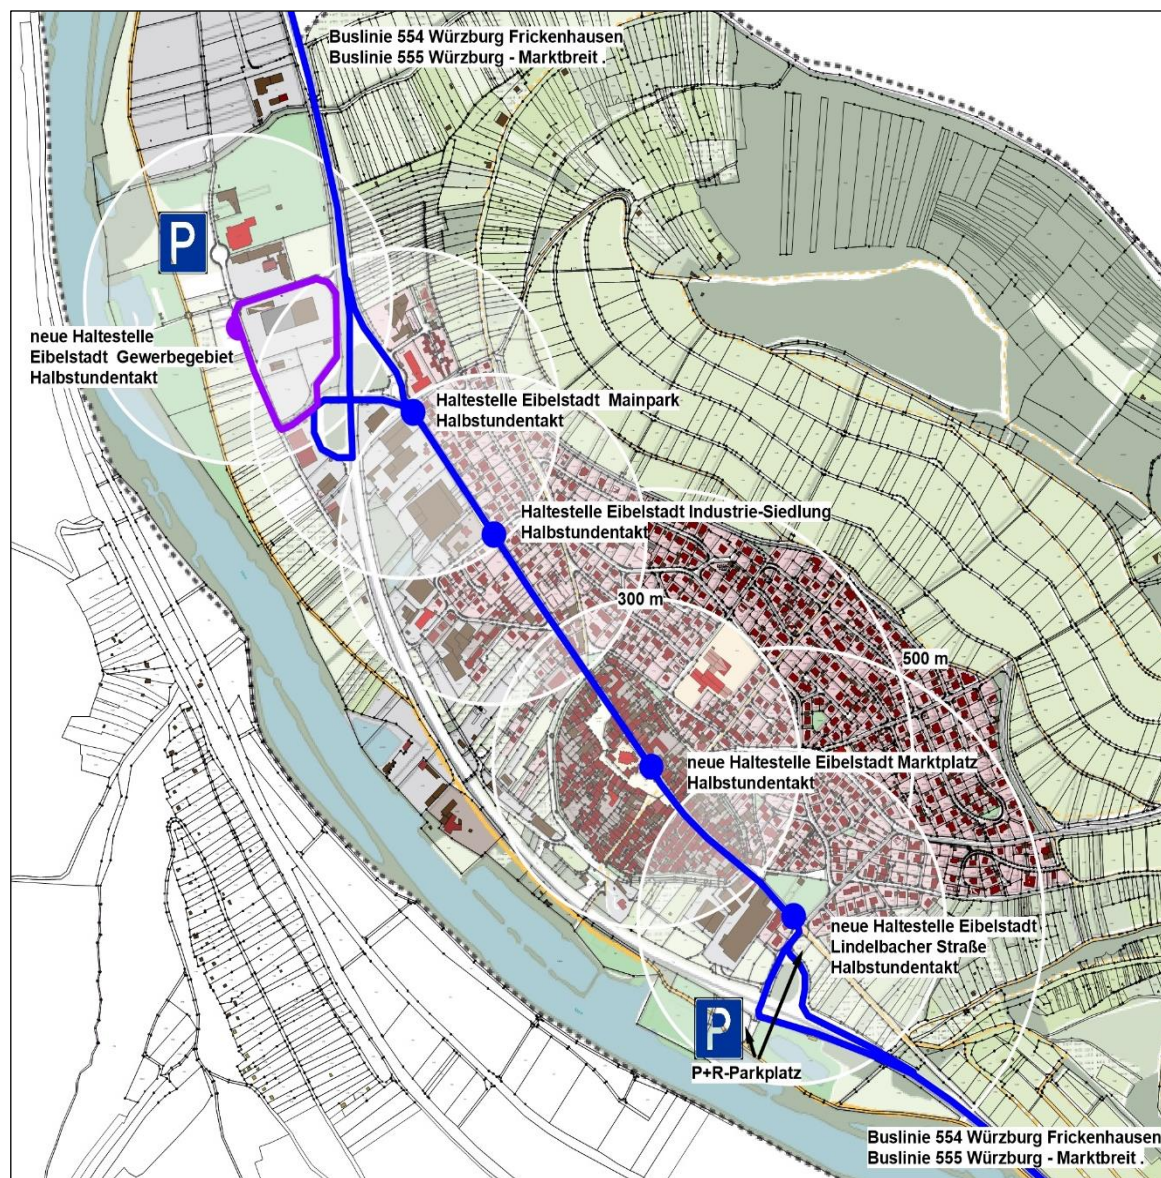 Buslinie 554 Würzburg Frickenhausen
Buslinie 555 Würzburg - Marktbreit .
P
neue Haltestelle
Eibelstadt Gewerbegebiet
Halbstundentakt
Haltestelle Eibelstadt Mainpark
Halbstundentakt
Haltestelle Eibelstadt Industrie-Siedlung
Halbstundentakt
300 m
500 m
neue Haltestelle Eibelstadt Marktplatz
Halbstundentakt
neue Haltestelle Eibelstadt
Lindelbacher Straße
Halbstundentakt
P
P+R-Parkplatz
Buslinie 554 Würzburg Frickenhausen
Buslinie 555 Würzburg - Marktbreit .